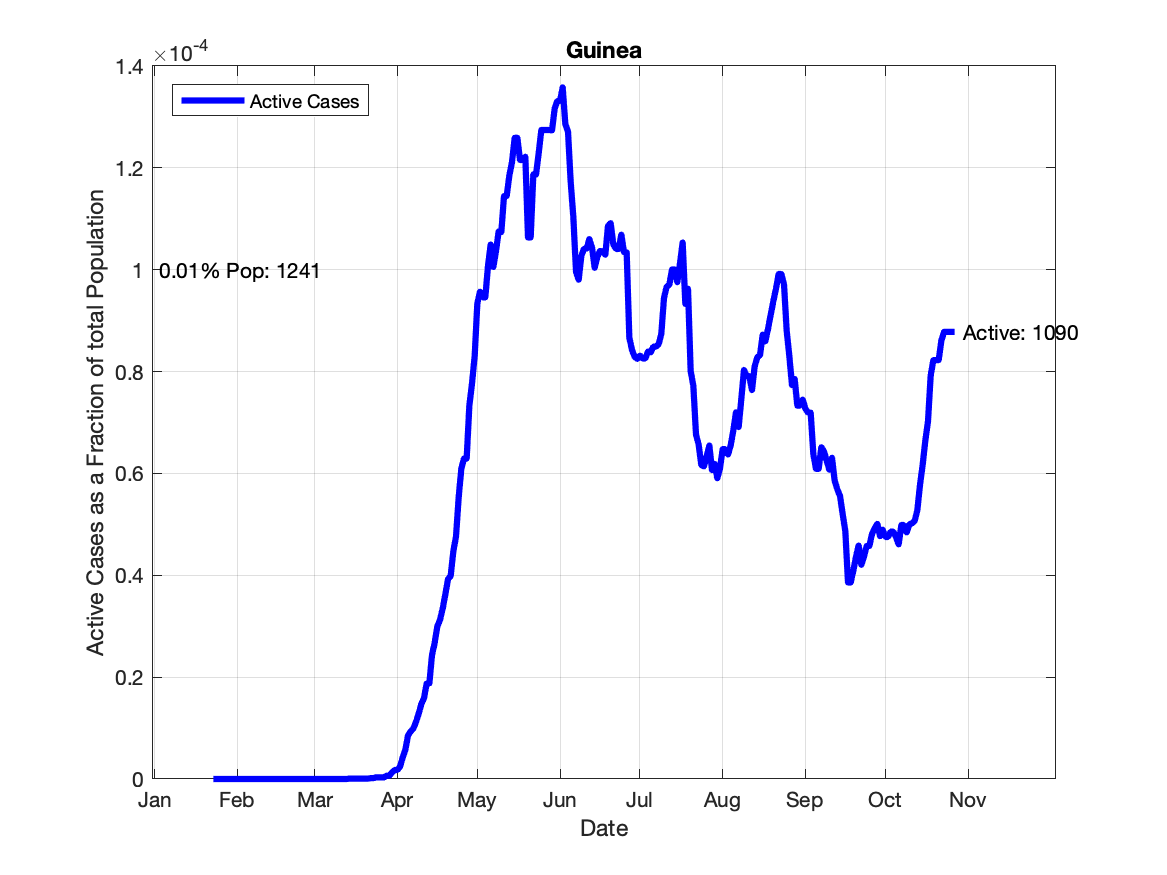 Guinea
×10-4
1.4
1.2
1
0.8
0.6
0.4
0.2
0
Active Cases
0.01% Pop: 1241
Active: 1090
Active Cases as a Fraction of total Population
Jan Feb Mar Apr May Jun Jul Aug Sep Oct Nov
Date